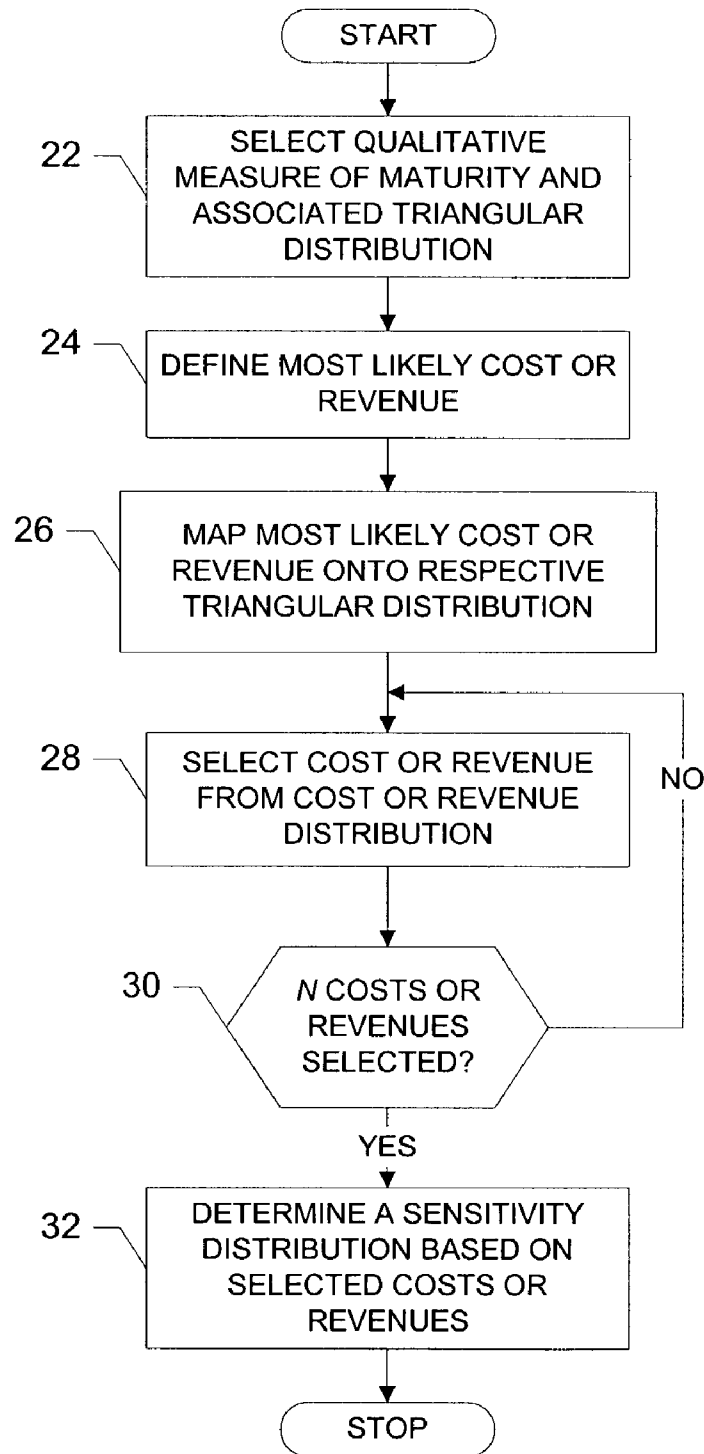 START
22
SELECT QUALITATIVE
MEASURE OF MATURITY AND
ASSOCIATED TRIANGULAR
DISTRIBUTION
24
DEFINE MOST LIKELY COST OR
REVENUE
26
MAP MOST LIKELY COST OR
REVENUE ONTO RESPECTIVE
TRIANGULAR DISTRIBUTION
28
SELECT COST OR REVENUE
FROM COST OR REVENUE
DISTRIBUTION
NO
30
N COSTS OR
REVENUES
SELECTED?
YES
32
DETERMINE A SENSITIVITY
DISTRIBUTION BASED ON
SELECTED COSTS OR
REVENUES
STOP